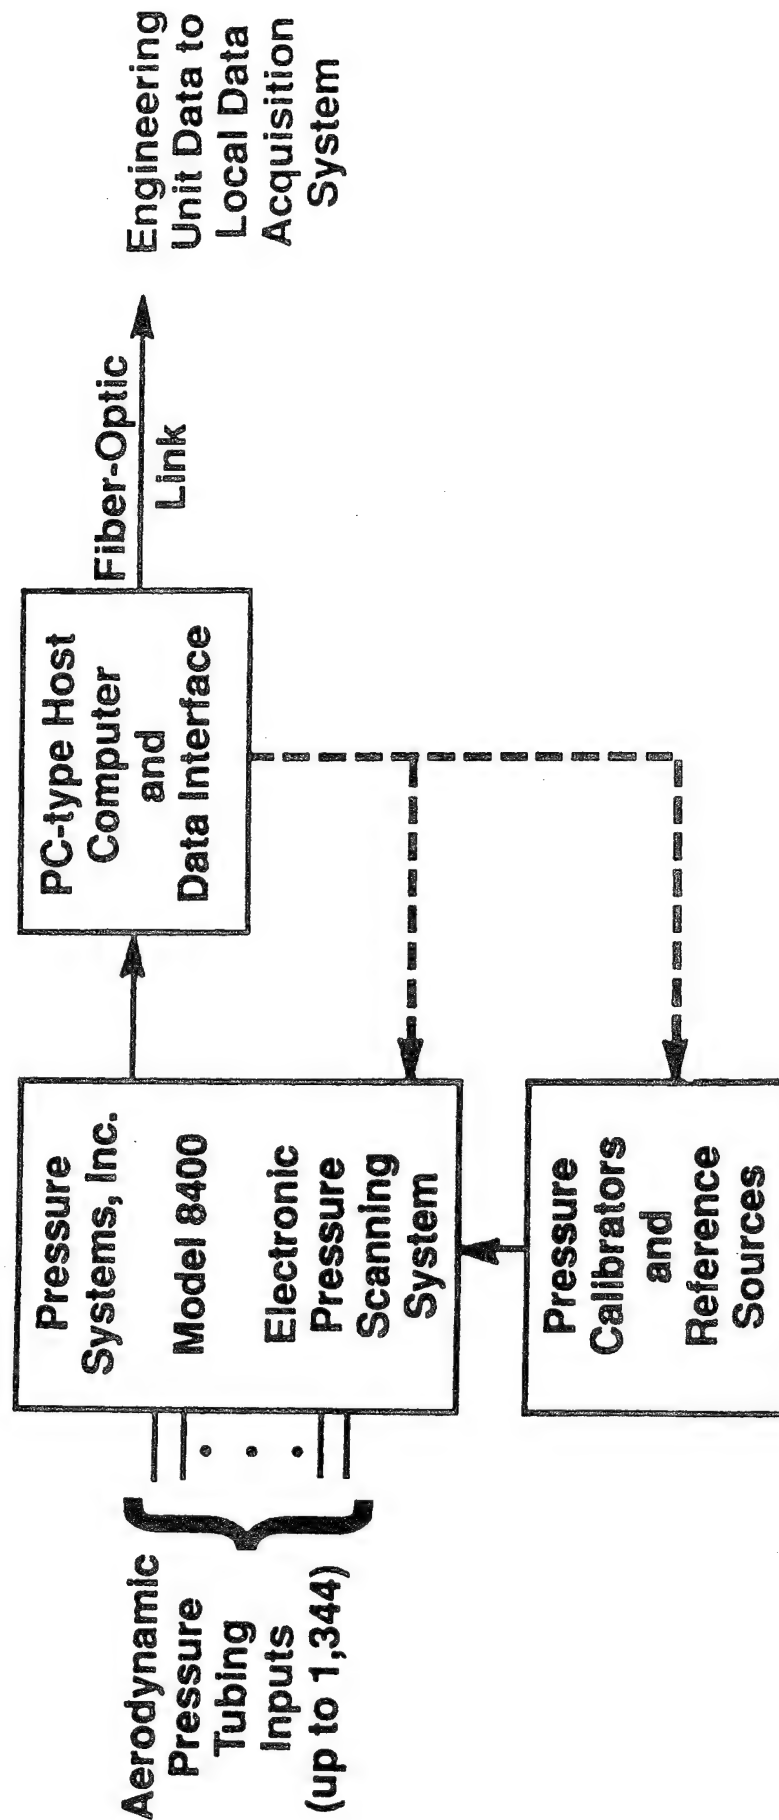 Aerodynamic
Pressure
Tubing
Inputs
(up to 1,344)
Pressure
Systems, Inc.
Model 8400
Electronic
Pressure
Scanning
System
Pressure
Calibrators
and
Reference
Sources
PC-type Host
Computer
and
Data Interface
Fiber-Optic
Link
Engineering
Unit Data to
Local Data
Acquisition
System